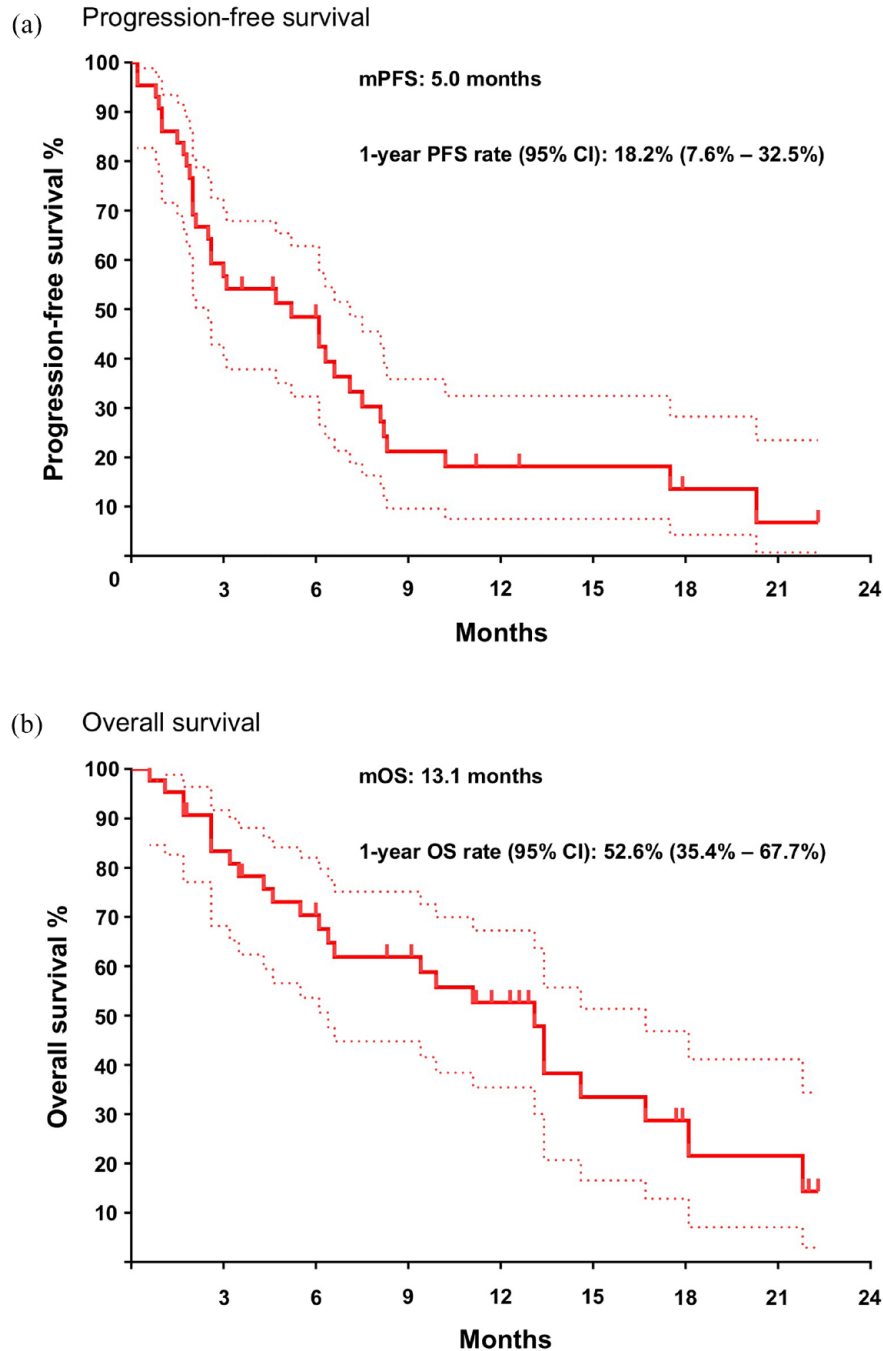 (a) Progression-free survival
mPFS: 5.0 months
1-year PFS rate (95% CI): 18.2% (7.6% – 32.5%)
Progression-free survival %
100
90
80
70
60
50
40
30
20
10
0
3 6 9 12 15 18 21 24
Months
(b) Overall survival
mOS: 13.1 months
1-year OS rate (95% CI): 52.6% (35.4% – 67.7%)
Overall survival %
100
90
80
70
60
50
40
30
20
10
3 6 9 12 15 18 21 24
Months